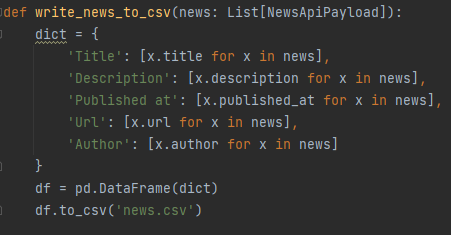 def write_news_to_csv(news: List[NewsApiPayload]):
    dict = {
        'Title': [x.title for x in news],
        'Description': [x.description for x in news],
        'Published at': [x.published_at for x in news],
        'Url': [x.url for x in news],
        'Author': [x.author for x in news]
    }
    df = pd.DataFrame(dict)
    df.to_csv('news.csv')